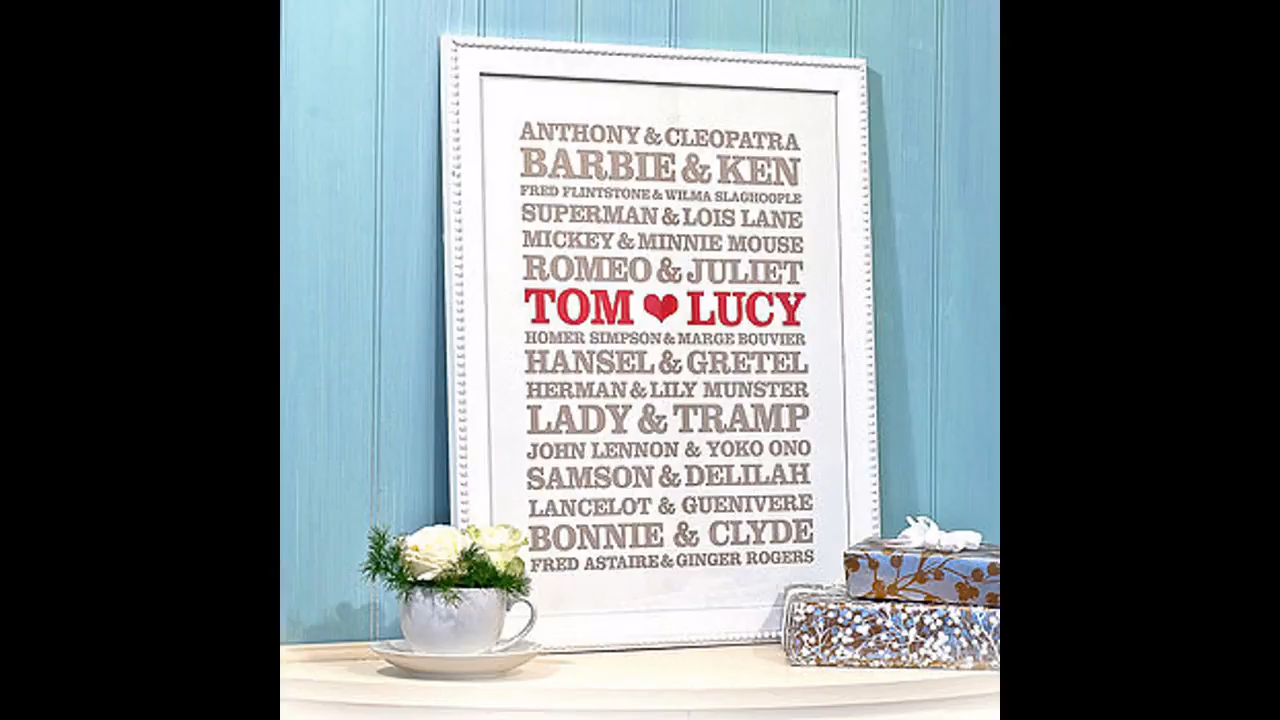 ANTHONY & CLEOPATRA
BARBIE & KEN
FRED FLINTSTONE & WILMA SLAGHOOPLE
SUPERMAN & LOIS LANE
MICKEY & MINNIE MOUSE
ROMEO & JULIET
TOM ♥ LUCY
HOMER SIMPSON & MARGE BOUVIER
HANSEL & GRETEL
HERMAN & LILY MUNSTER
LADY & TRAMP
JOHN LENNON & YOKO ONO
SAMSON & DELILAH
LANCELOT & GUENIVERE
BONNIE & CLYDE
FRED ASTAIRE & GINGER ROGERS